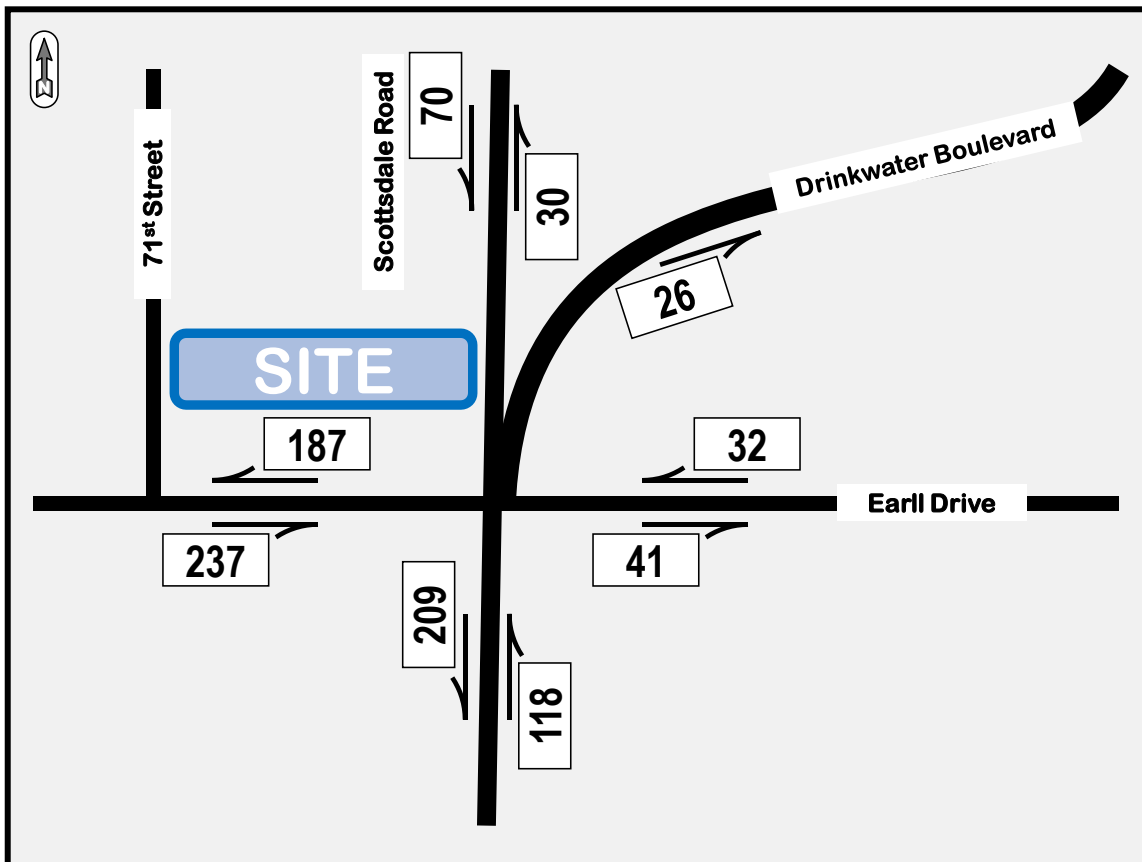 N
70
Scottsdale Road
30
71st Street
Drinkwater Boulevard
26
SITE
187
32
Earll Drive
237
41
209
118